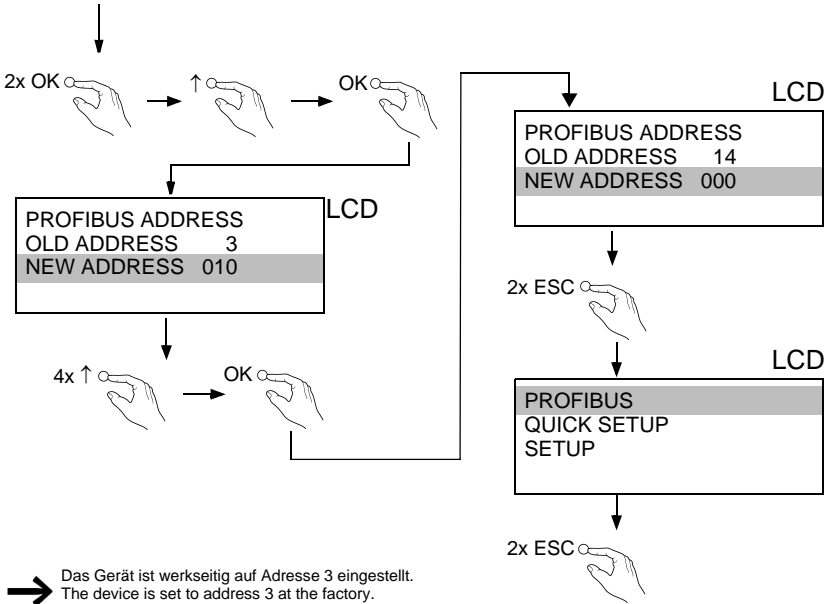 2x OK
↑
OK
LCD
PROFIBUS ADDRESS
OLD ADDRESS 3
NEW ADDRESS 010
4x ↑
OK
LCD
PROFIBUS ADDRESS
OLD ADDRESS 14
NEW ADDRESS 000
2x ESC
LCD
PROFIBUS
QUICK SETUP
SETUP
2x ESC
Das Gerät ist werkseitig auf Adresse 3 eingestellt.
The device is set to address 3 at the factory.